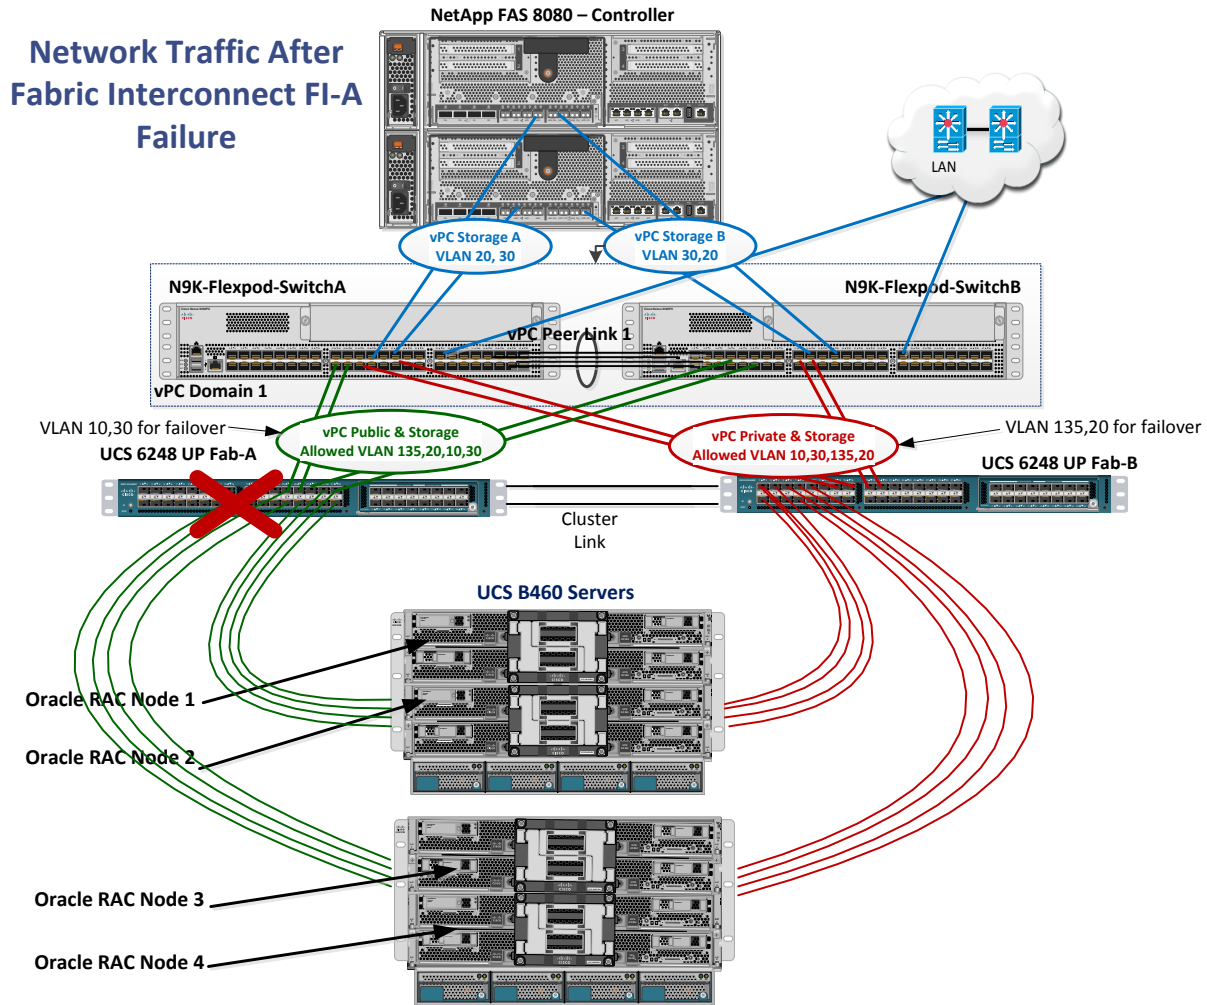 NetApp FAS 8080 – Controller
Network Traffic After
Fabric Interconnect FI-A
Failure
LAN
vPC Storage A
VLAN 20, 30
vPC Storage B
VLAN 30,20
N9K-Flexpod-SwitchA
N9K-Flexpod-SwitchB
vPC Peer Link 1
vPC Domain 1
VLAN 10,30 for failover
vPC Public & Storage
Allowed VLAN 135,20,10,30
vPC Private & Storage
Allowed VLAN 10,30,135,20
VLAN 135,20 for failover
UCS 6248 UP Fab-A
UCS 6248 UP Fab-B
Cluster
Link
UCS B460 Servers
Oracle RAC Node 1
Oracle RAC Node 2
Oracle RAC Node 3
Oracle RAC Node 4